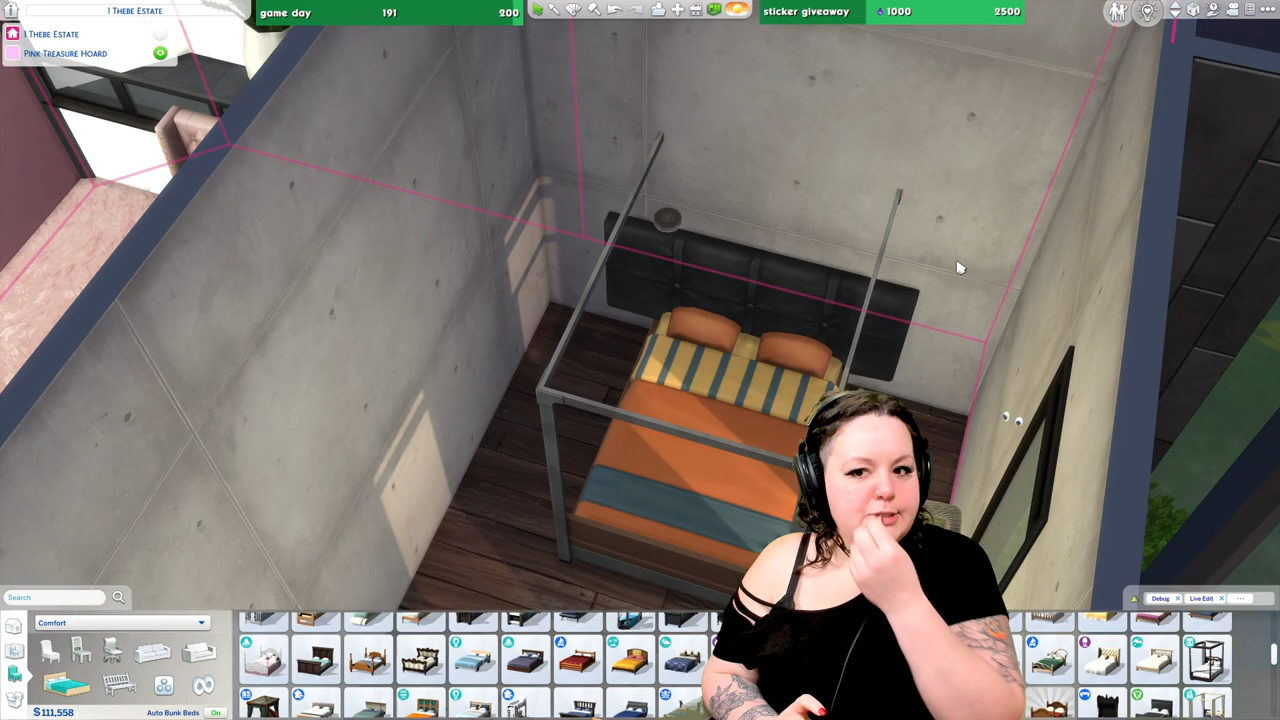 1 Thebe Estate
game day 191 200
sticker giveaway 1000 2500
1 Thebe Estate
Pink Treasure Hoard
Search
Debug x Live Edit x ...
Comfort
$111,558
Auto Bunk Beds On